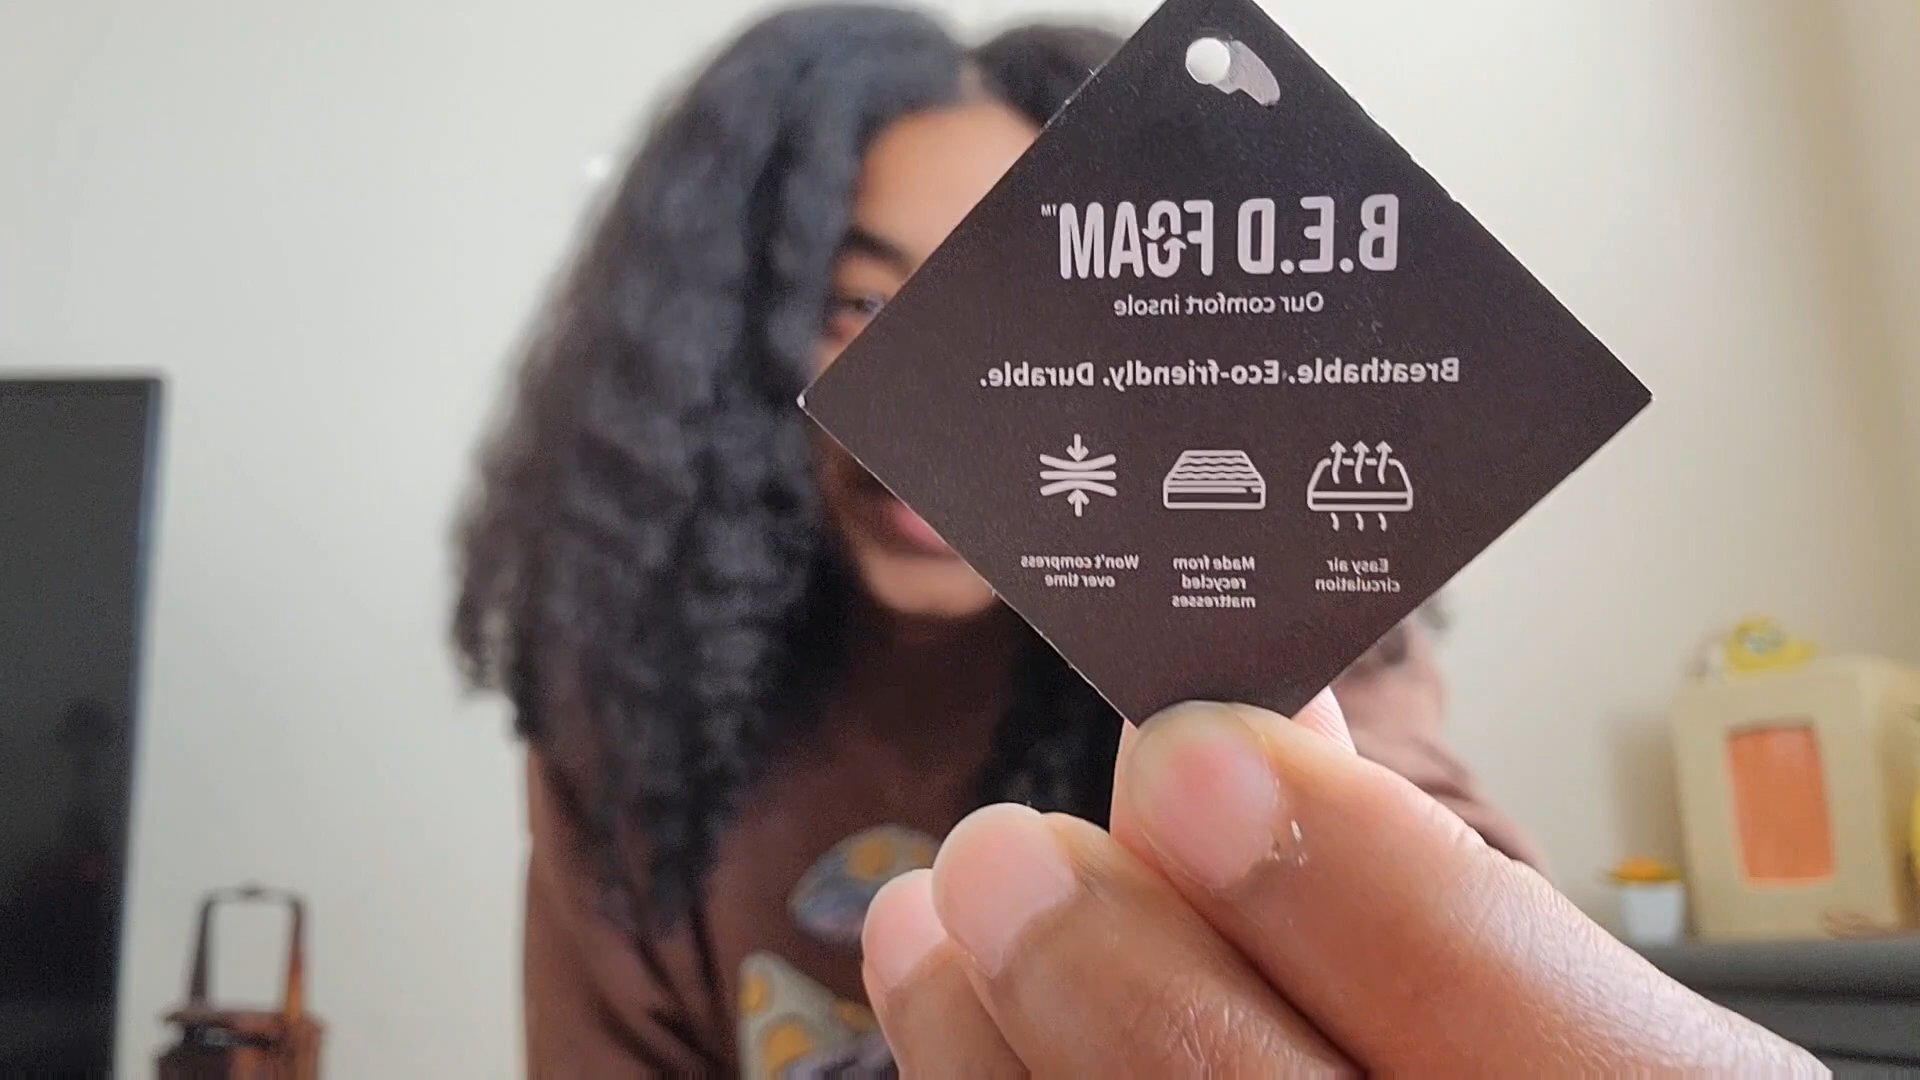 B.E.D FOAM™
Our comfort insole
Breathable. Eco-friendly. Durable.
Easy air
circulation
Made from
recycled
mattresses
Won't compress
over time